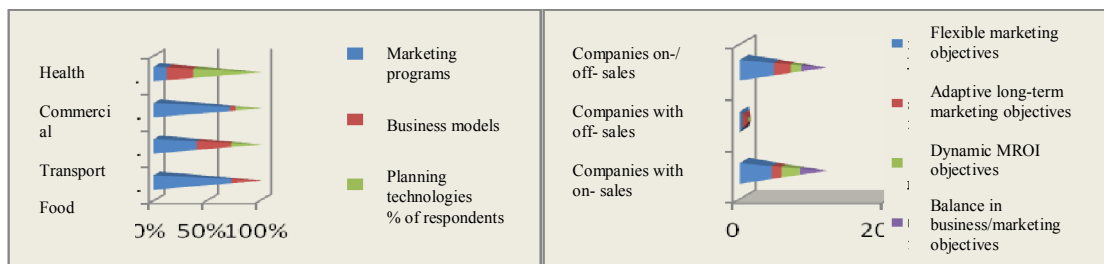 Health
Commerci
al
Transport
Food
0%
50%
100%
Marketing
programs
Business models
Planning
technologies
% of respondents
Companies on-/
off- sales
Companies with
off- sales
Companies with
on- sales
0
20
Flexible marketing
objectives
Adaptive long-term
marketing objectives
Dynamic MROI
objectives
Balance in
business/marketing
objectives